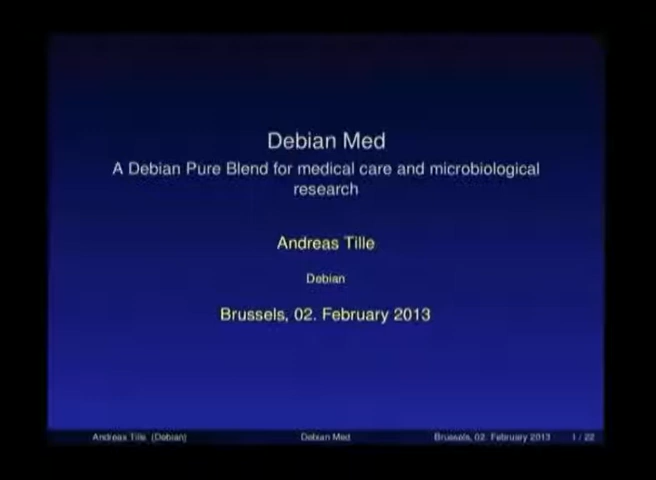 Debian Med
A Debian Pure Blend for medical care and microbiological
research
Andreas Tille
Debian
Brussels, 02. February 2013
Andreas Tille (Debian) Debian Med Brussels, 02. February 2013 1 / 22